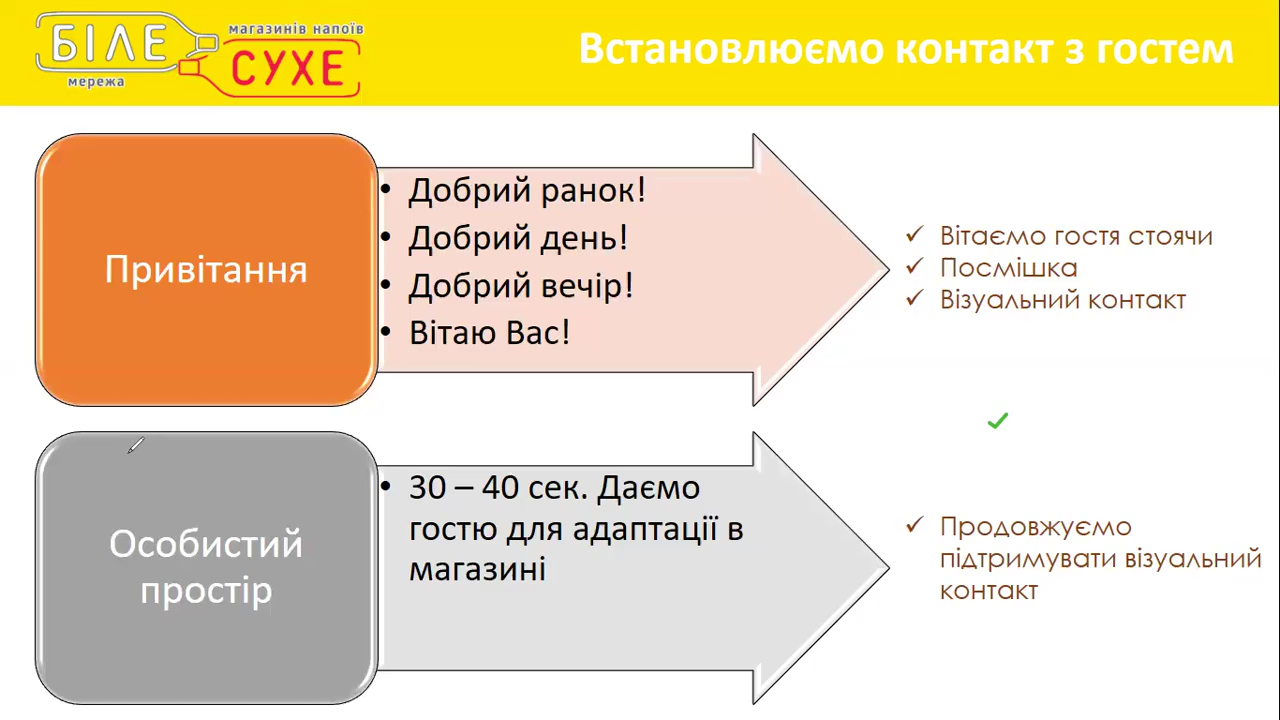 БІЛЕ
мережа
магазинів напоїв
СУХЕ
Встановлюємо контакт з гостем
Привітання
• Добрий ранок!
• Добрий день!
• Добрий вечір!
• Вітаю Вас!
✓ Вітаємо гостя стоячи
✓ Посмішка
✓ Візуальний контакт
Особистий
простір
• 30 – 40 сек. Даємо
гостю для адаптації в
магазині
✓ Продовжуємо
підтримувати візуальний
контакт